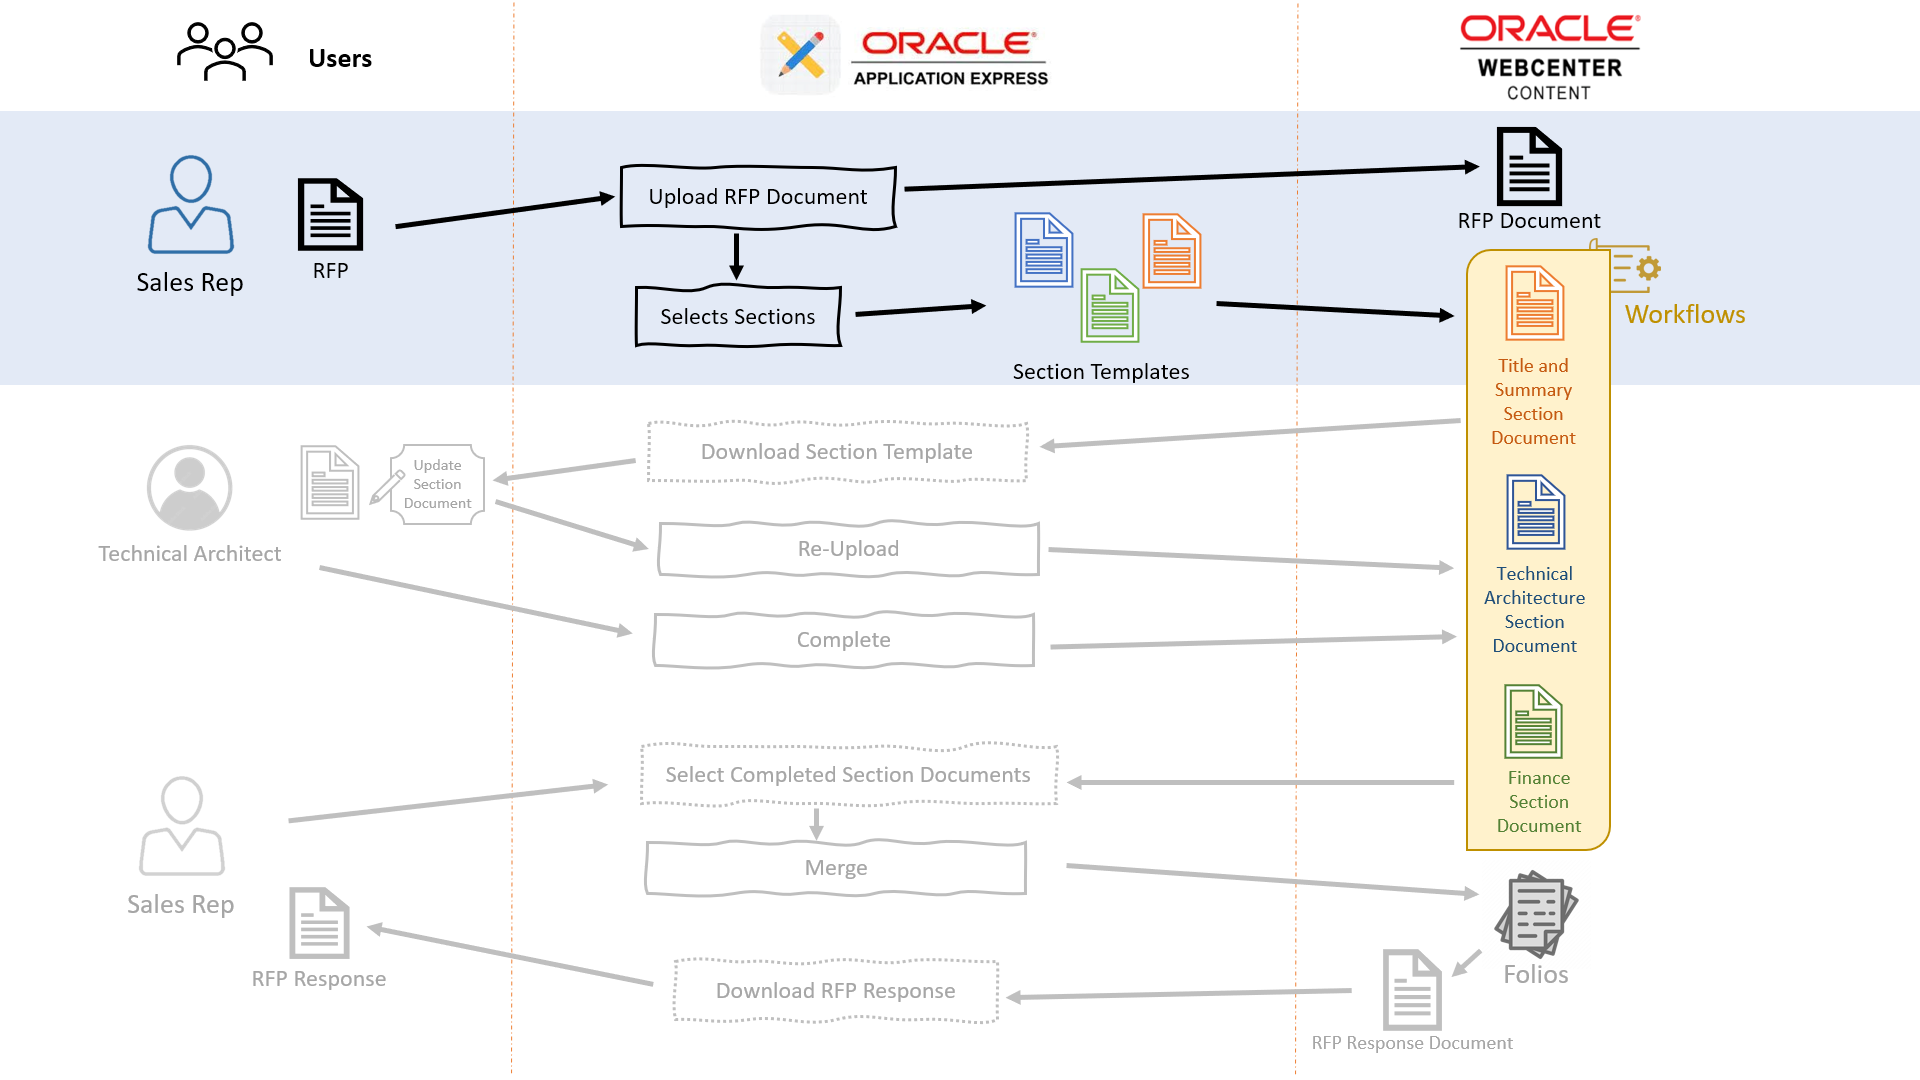 Users
ORACLE
APPLICATION EXPRESS
ORACLE
WEBCENTER
CONTENT
Sales Rep
RFP
Upload RFP Document
Selects Sections
Section Templates
RFP Document
Workflows
Title and
Summary
Section
Document
Technical Architect
Update
Section
Document
Download Section Template
Re-Upload
Complete
Technical
Architecture
Section
Document
Finance
Section
Document
Sales Rep
RFP Response
Select Completed Section Documents
Merge
Download RFP Response
Folios
RFP Response Document